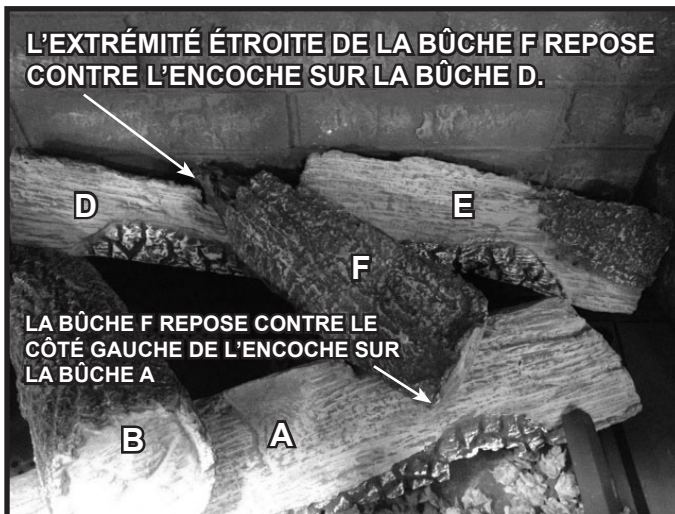 L'EXTRÉMITÉ ÉTROITE DE LA BÛCHE F REPOSE
CONTRE L'ENCOCHE SUR LA BÛCHE D.
D
E
F
LA BÛCHE F REPOSE CONTRE LE
CÔTÉ GAUCHE DE L'ENCOCHE SUR
LA BÛCHE A
B
A